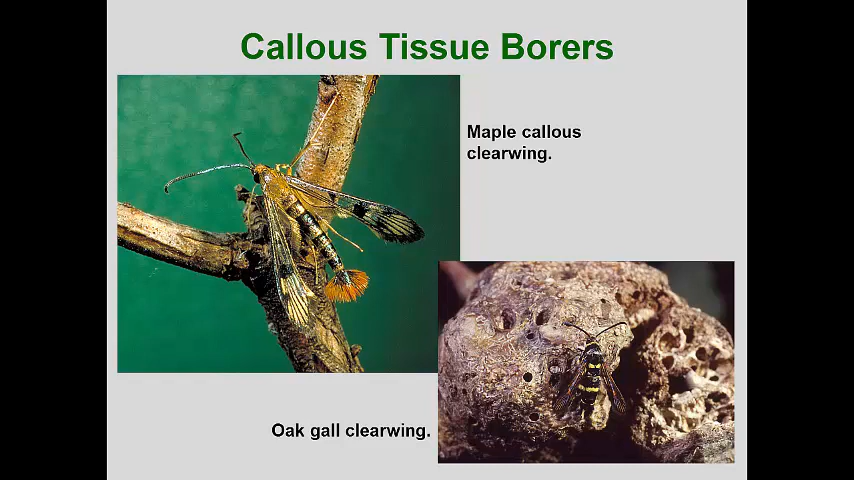 Callous Tissue Borers
Maple callous
clearwing.
Oak gall clearwing.